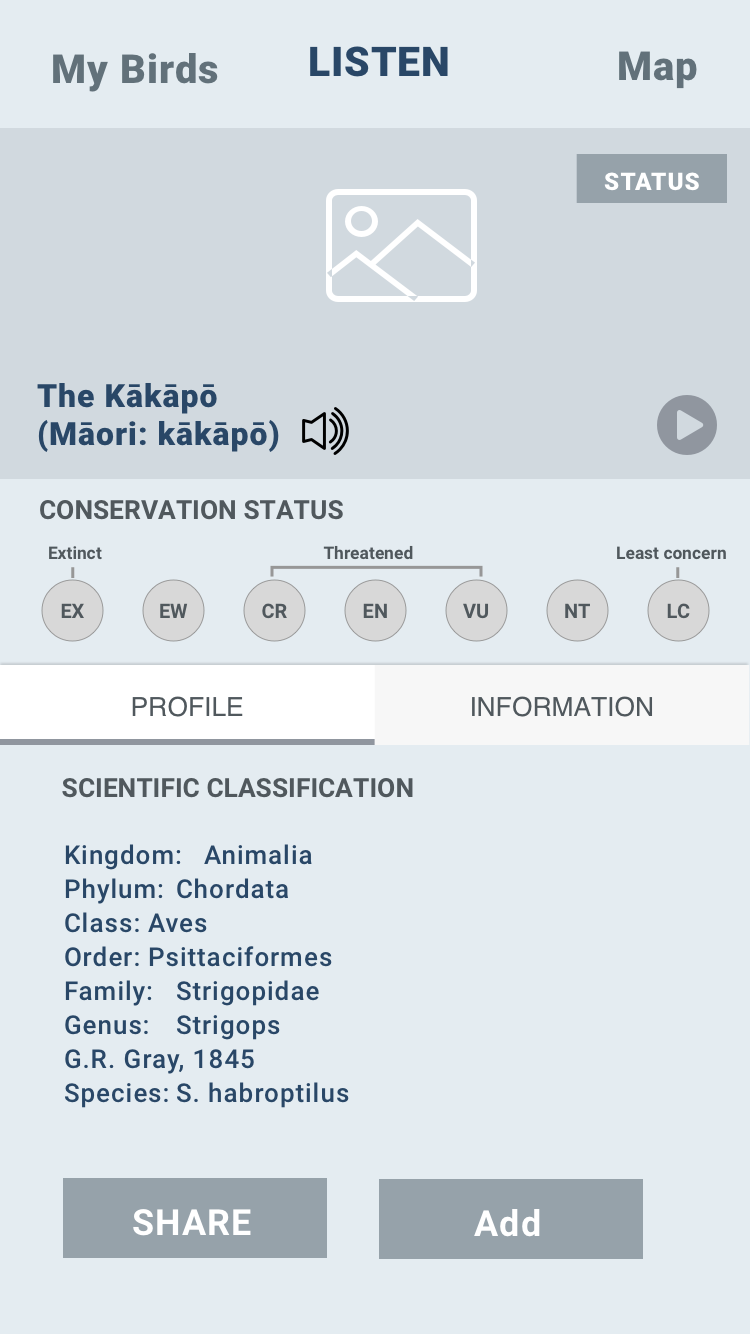 My Birds LISTEN Map
STATUS
The Kākāpō
(Māori: kākāpō)
CONSERVATION STATUS
Extinct Threatened Least concern
EX EW CR EN VU NT LC
PROFILE INFORMATION
SCIENTIFIC CLASSIFICATION
Kingdom: Animalia
Phylum: Chordata
Class: Aves
Order: Psittaciformes
Family: Strigopidae
Genus: Strigops
G.R. Gray, 1845
Species: S. habroptilus
SHARE Add